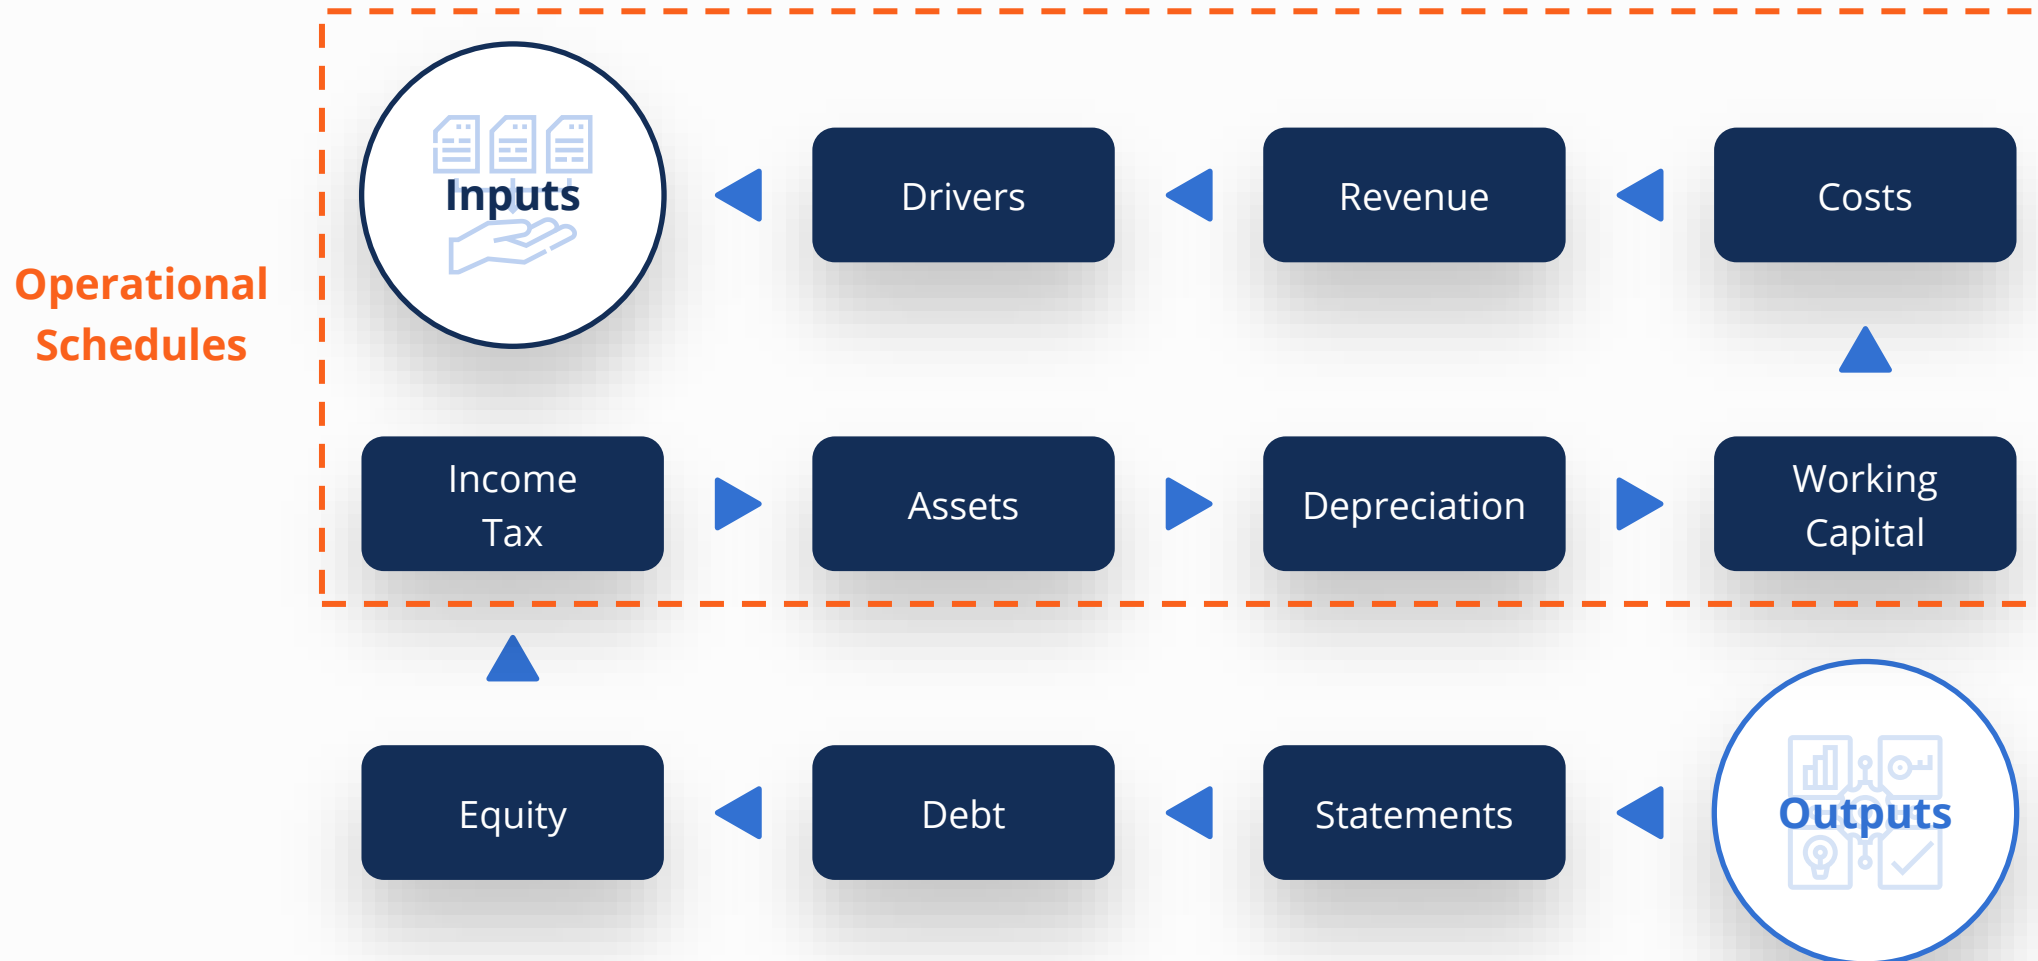 Operational
Schedules
Inputs
Drivers
Revenue
Costs
Income
Tax
Assets
Depreciation
Working
Capital
Equity
Debt
Statements
Outputs